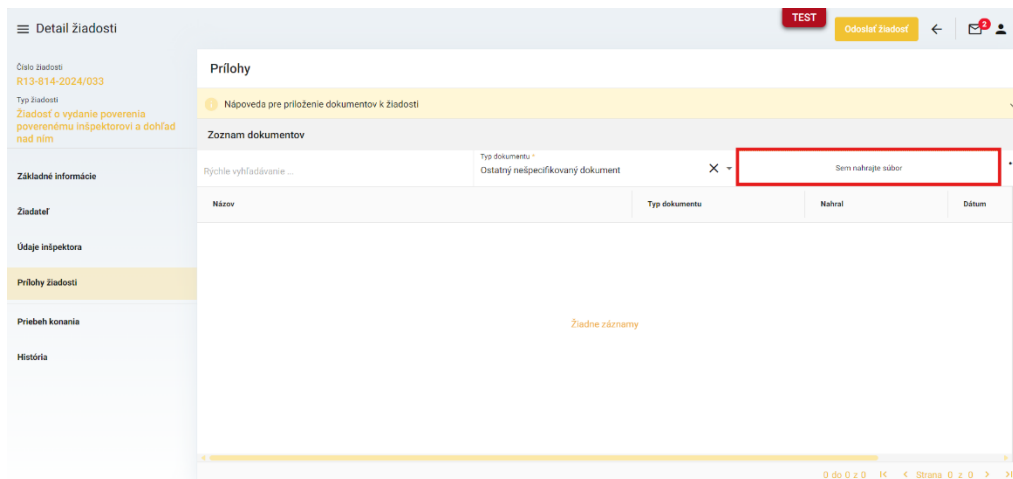 TEST
Detail žiadosti
Odoslať žiadosť
2
Číslo žiadosti
R13-814-2024/033
Typ žiadosti
Žiadosť o vydanie poverenia
poverenému inšpektorovi a dohľad
nad ním
Základné informácie
Žiadateľ
Údaje inšpektora
Prílohy žiadosti
Priebeh konania
História
Prílohy
Nápoveda pre priloženie dokumentov k žiadosti
Zoznam dokumentov
Rýchle vyhľadávanie ...
Typ dokumentu *
Ostatný nešpecifikovaný dokument
Sem nahrajte súbor
Názov Typ dokumentu Nahral Dátum
Žiadne záznamy
0 do 0 z 0 Strana 0 z 0